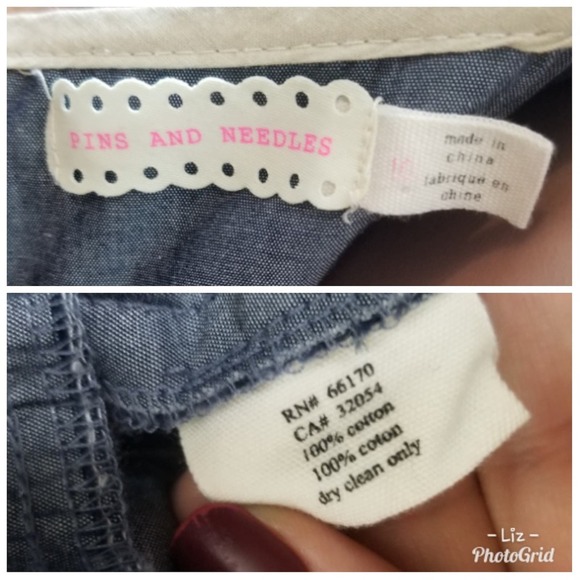 PINS AND NEEDLES
made in
china
fabriqué en
chine
RN# 66170
CA# 32054
100% cotton
100% coton
dry clean only
- Liz -
PhotoGrid